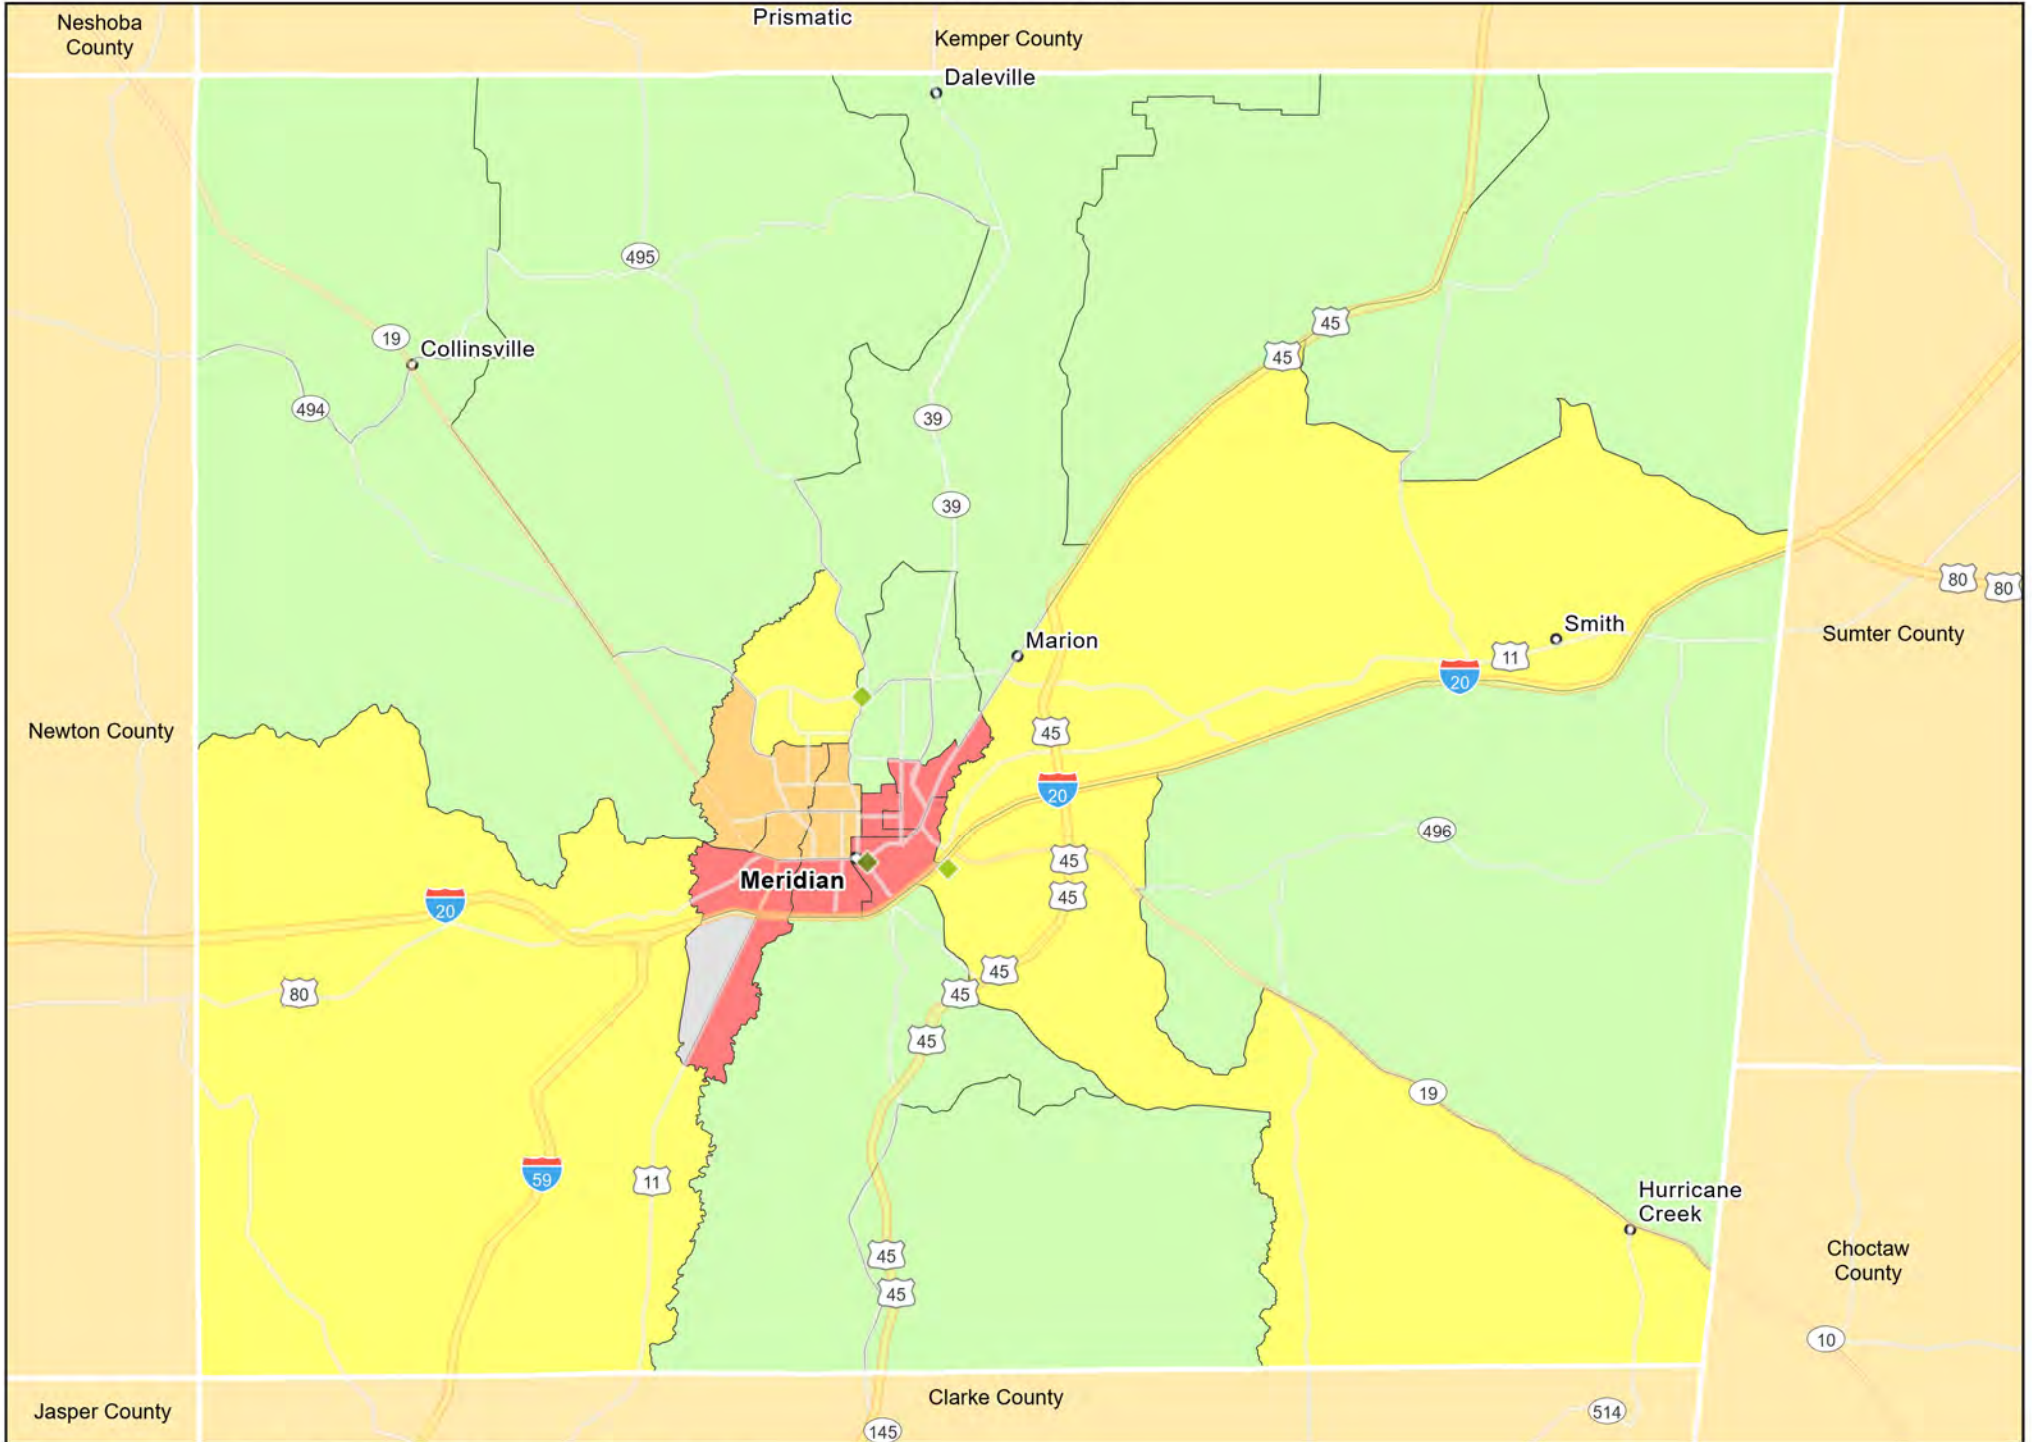 Prismatic
Neshoba
County
Kemper County
Daleville
495
45
19
Collinsville
45
494
39
39
80
80
Smith
Sumter County
Marion
11
20
Newton County
45
20
496
45
Meridian
45
20
45
80
45
45
19
59
11
Hurricane
Creek
45
Choctaw
County
45
10
Clarke County
Jasper County
514
145